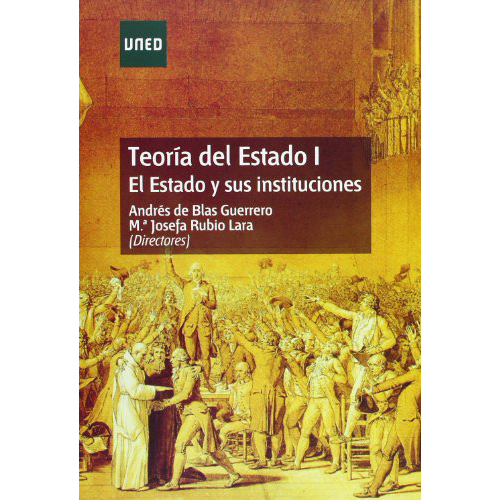 UNED
Teoría del Estado I
El Estado y sus instituciones
Andrés de Blas Guerrero
M.ª Josefa Rubio Lara
(Directores)